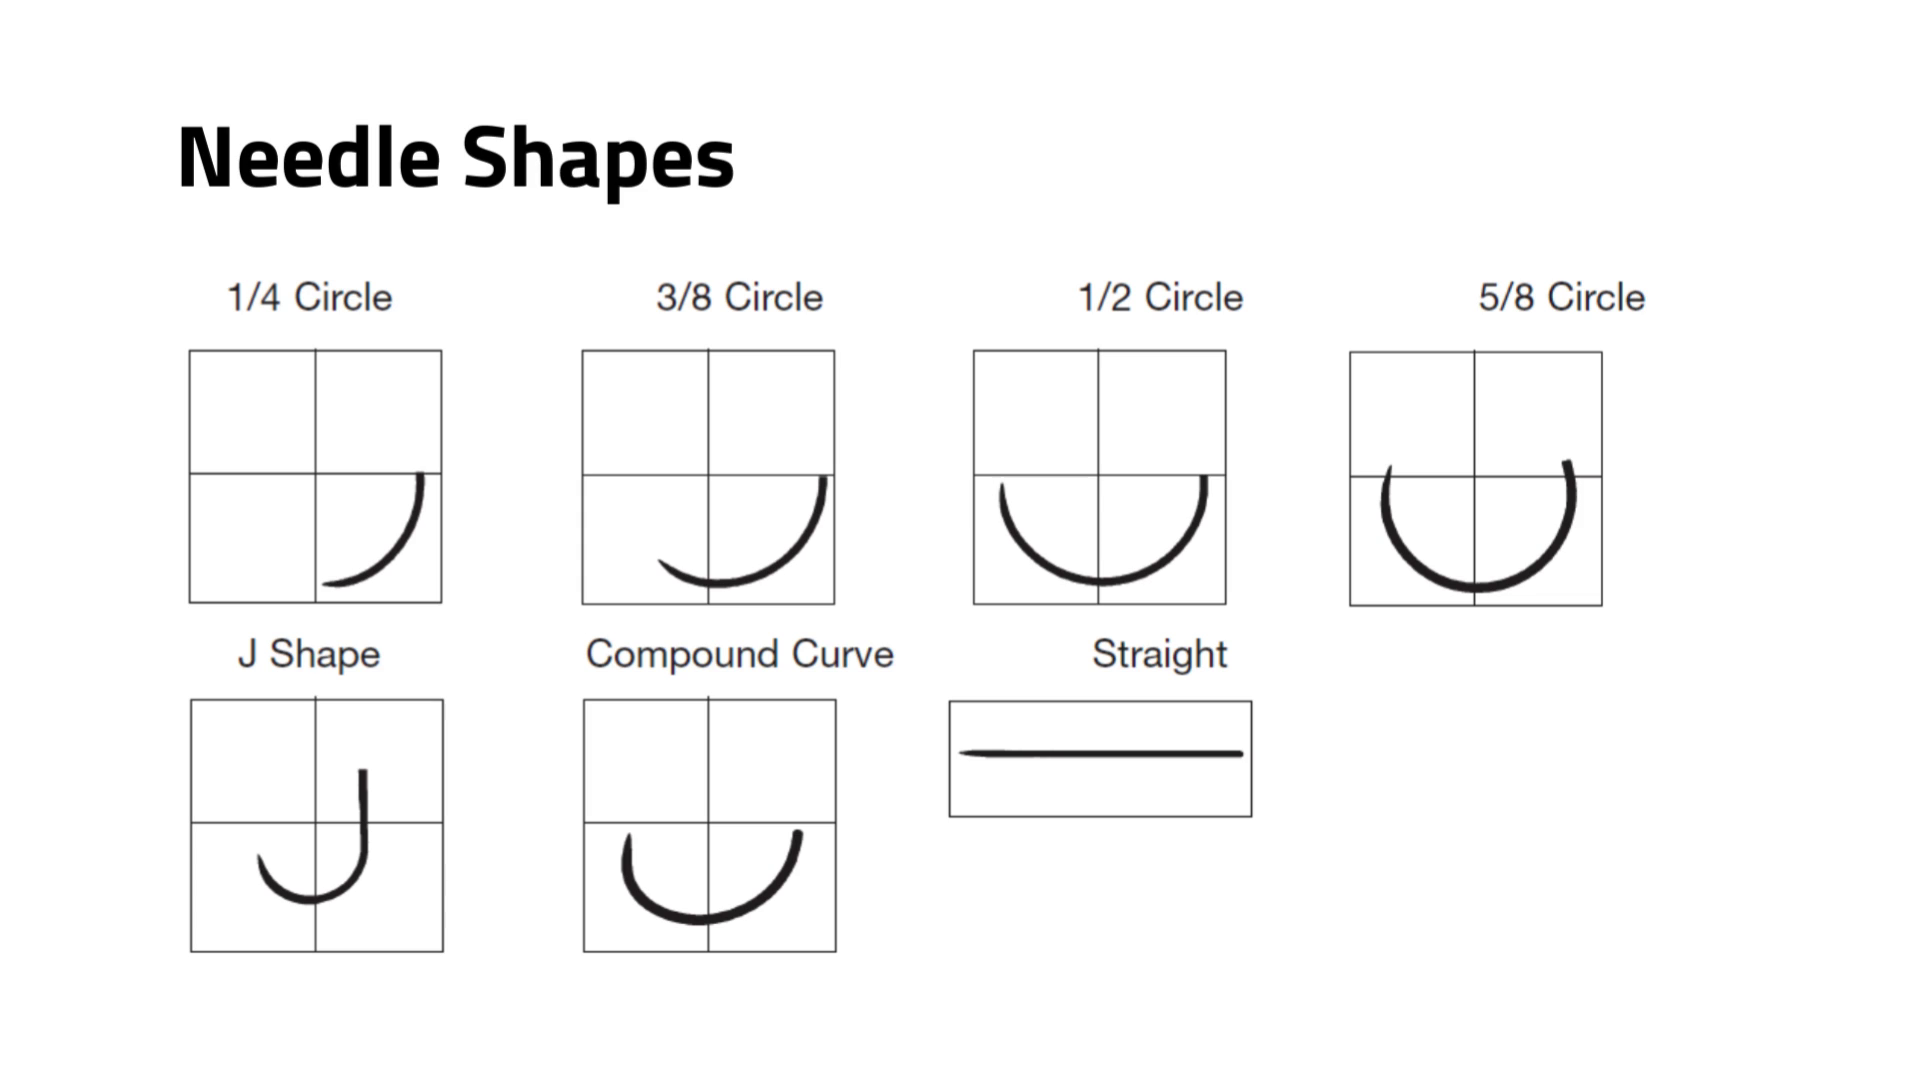 Needle Shapes
1/4 Circle
3/8 Circle
1/2 Circle
5/8 Circle
J Shape
Compound Curve
Straight